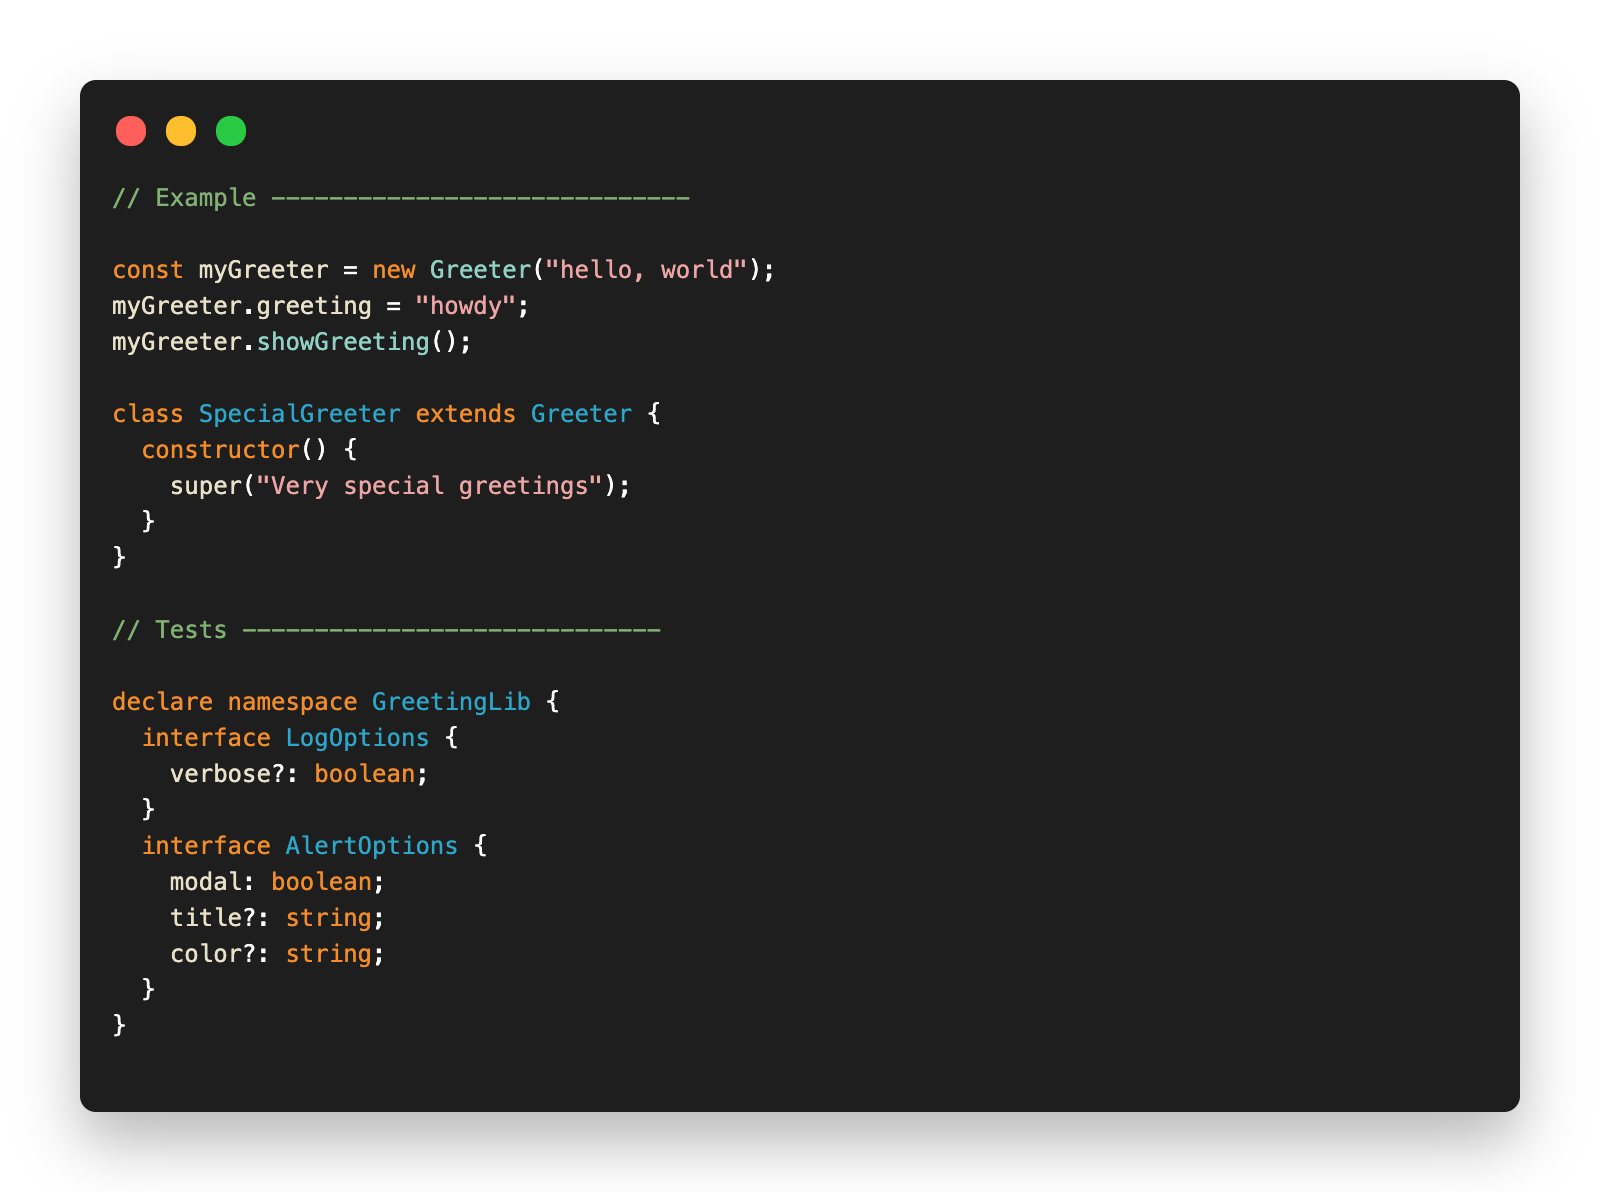 // Example -----------------------------
const myGreeter = new Greeter("hello, world");
myGreeter.greeting = "howdy";
myGreeter.showGreeting();
class SpecialGreeter extends Greeter {
  constructor() {
    super("Very special greetings");
  }
}
// Tests -----------------------------
declare namespace GreetingLib {
  interface LogOptions {
    verbose?: boolean;
  }
  interface AlertOptions {
    modal: boolean;
    title?: string;
    color?: string;
  }
}